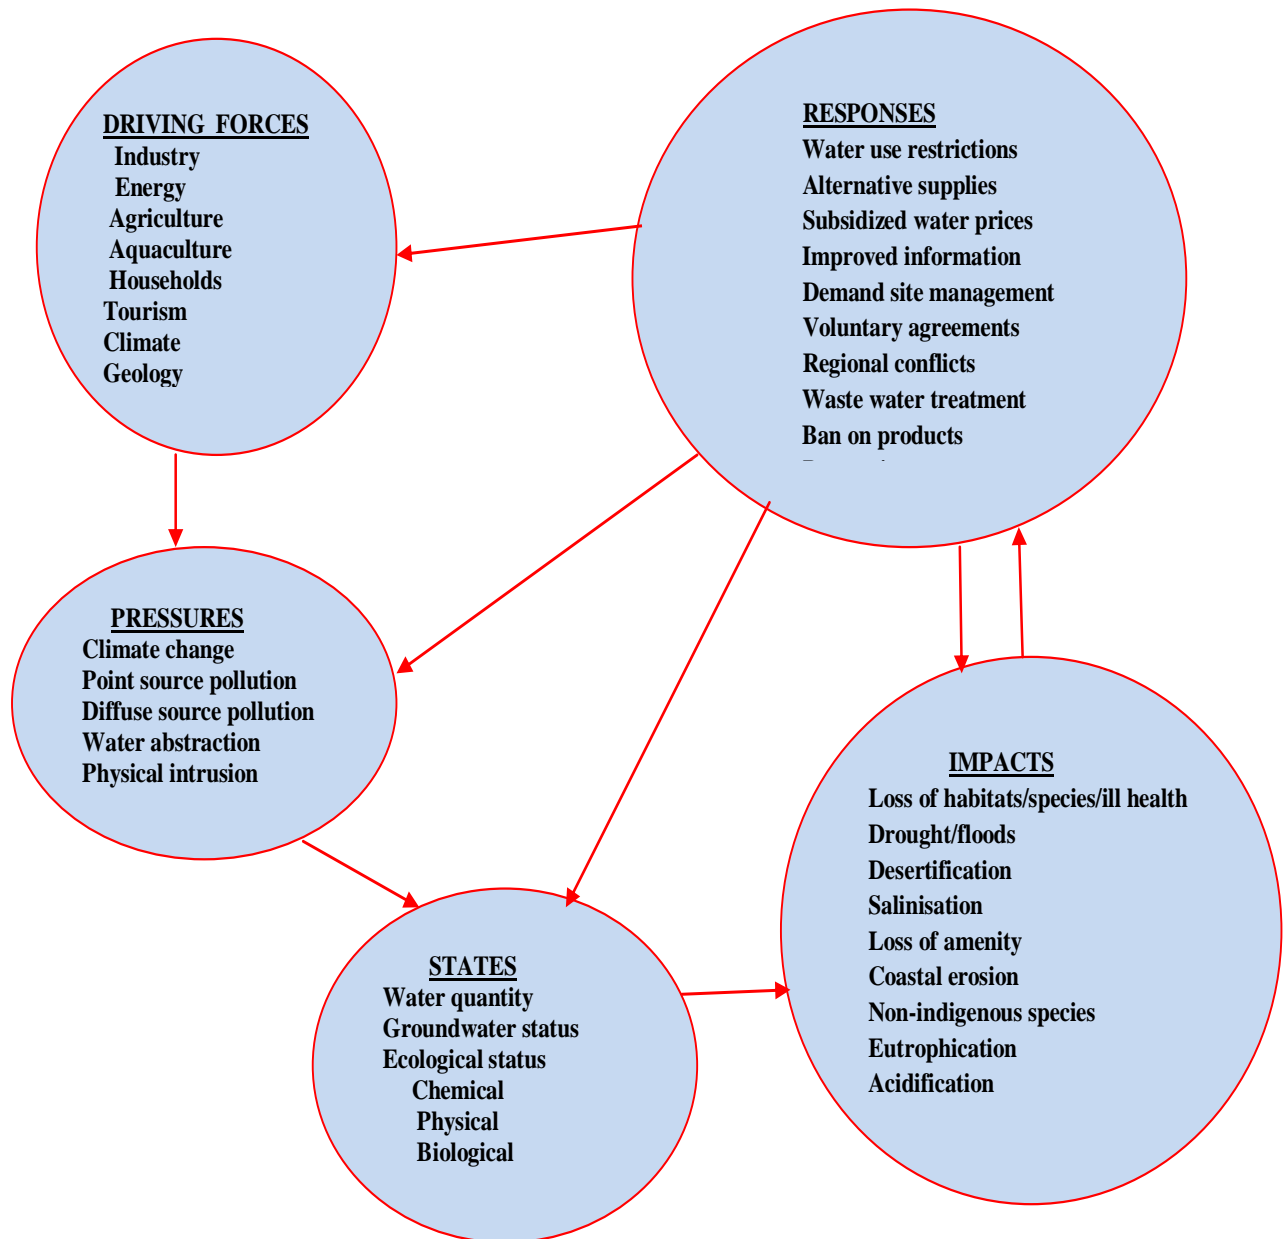 DRIVING FORCES
Industry
Energy
Agriculture
Aquaculture
Households
Tourism
Climate
Geology
RESPONSES
Water use restrictions
Alternative supplies
Subsidized water prices
Improved information
Demand site management
Voluntary agreements
Regional conflicts
Waste water treatment
Ban on products
PRESSURES
Climate change
Point source pollution
Diffuse source pollution
Water abstraction
Physical intrusion
IMPACTS
Loss of habitats/species/ill health
Drought/floods
Desertification
Salinisation
Loss of amenity
Coastal erosion
Non-indigenous species
Eutrophication
Acidification
STATES
Water quantity
Groundwater status
Ecological status
Chemical
Physical
Biological